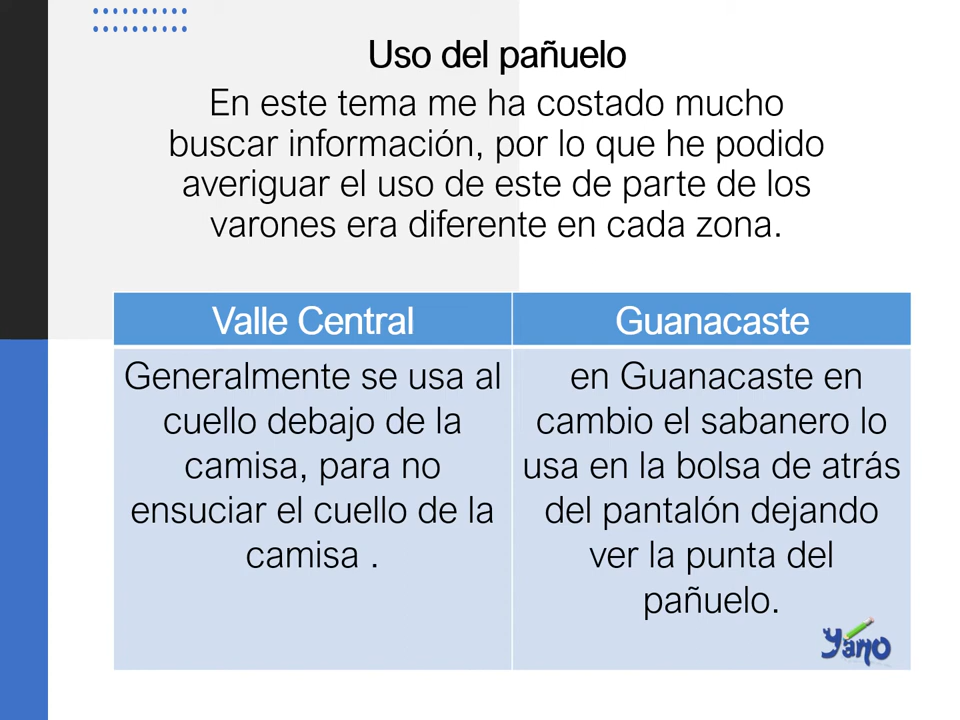 Uso del pañuelo
En este tema me ha costado mucho
buscar información, por lo que he podido
averiguar el uso de este de parte de los
varones era diferente en cada zona.
Valle Central
Generalmente se usa al
cuello debajo de la
camisa, para no
ensuciar el cuello de la
camisa .
Guanacaste
en Guanacaste en
cambio el sabanero lo
usa en la bolsa de atrás
del pantalón dejando
ver la punta del
pañuelo.
yano